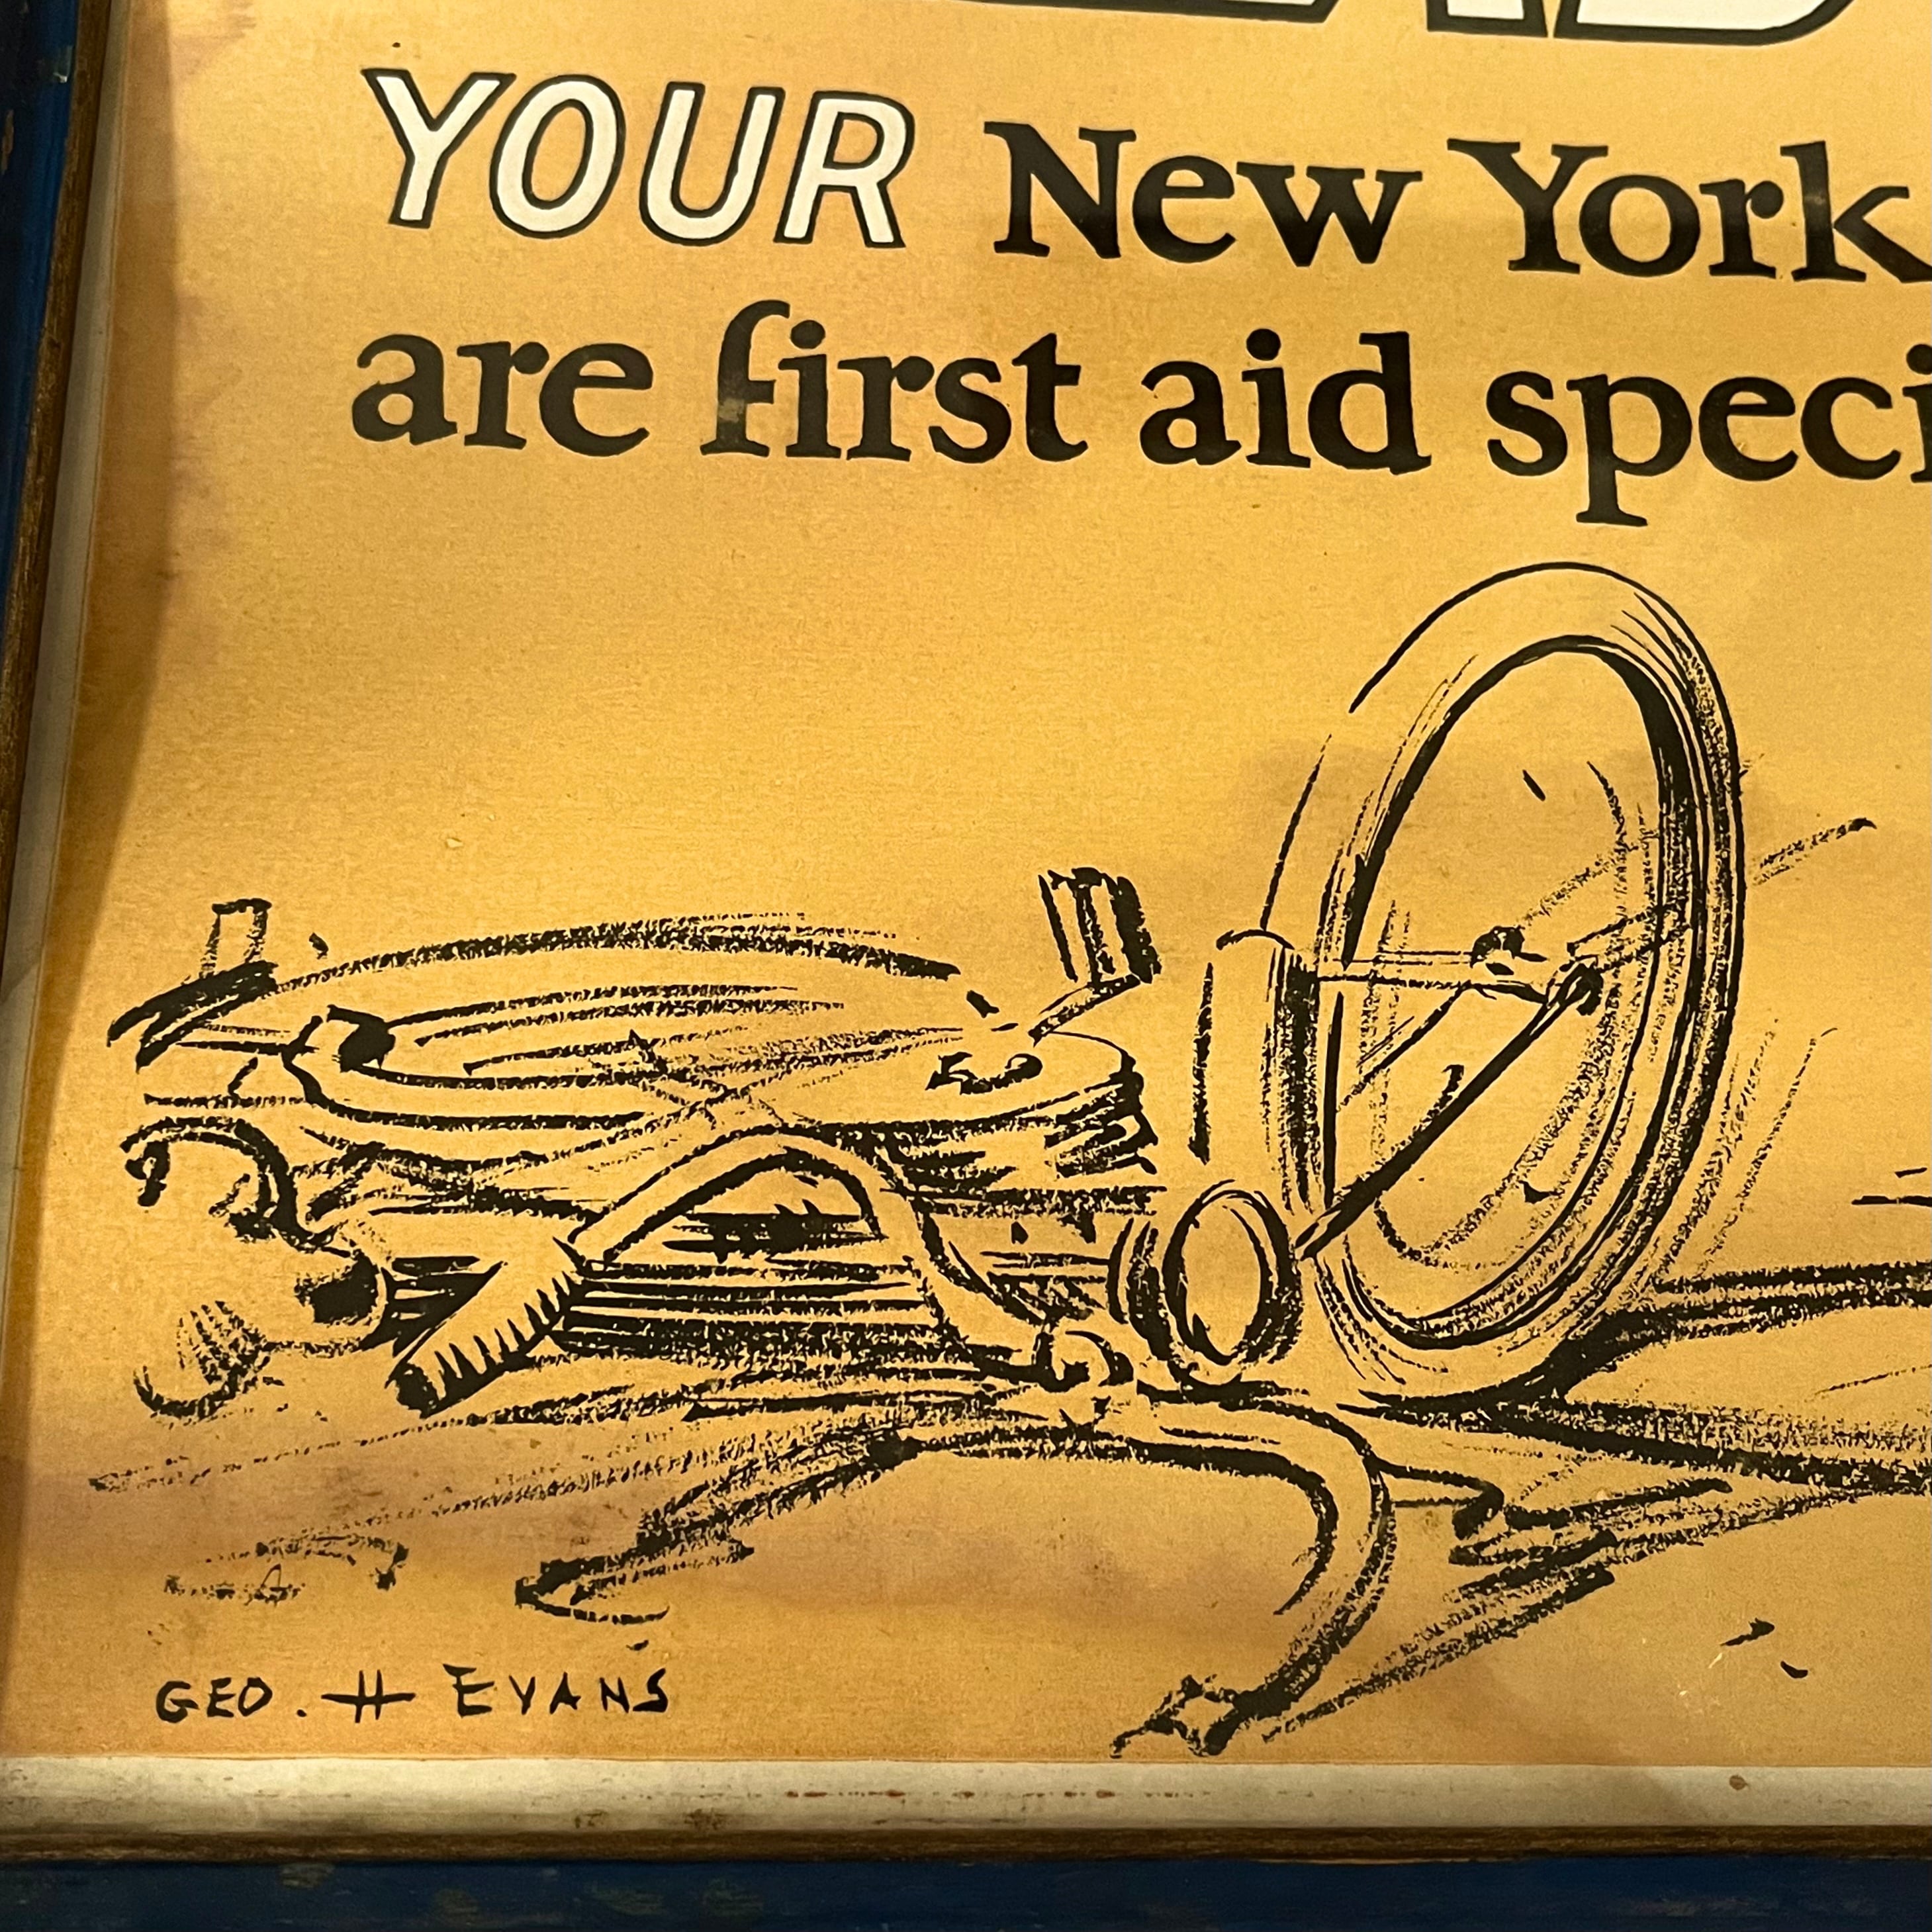 YOUR New York
are first aid speci
GEO. H EVANS